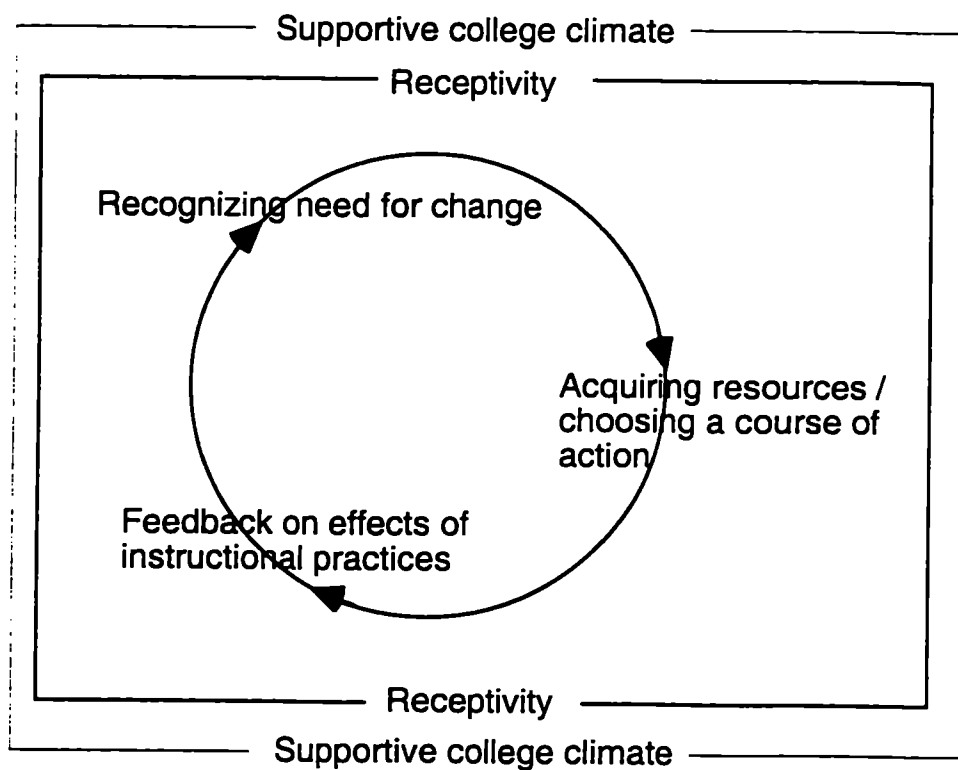 Supportive college climate
Receptivity
Recognizing need for change
Acquiring resources /
choosing a course of
action
Feedback on effects of
instructional practices
Receptivity
Supportive college climate